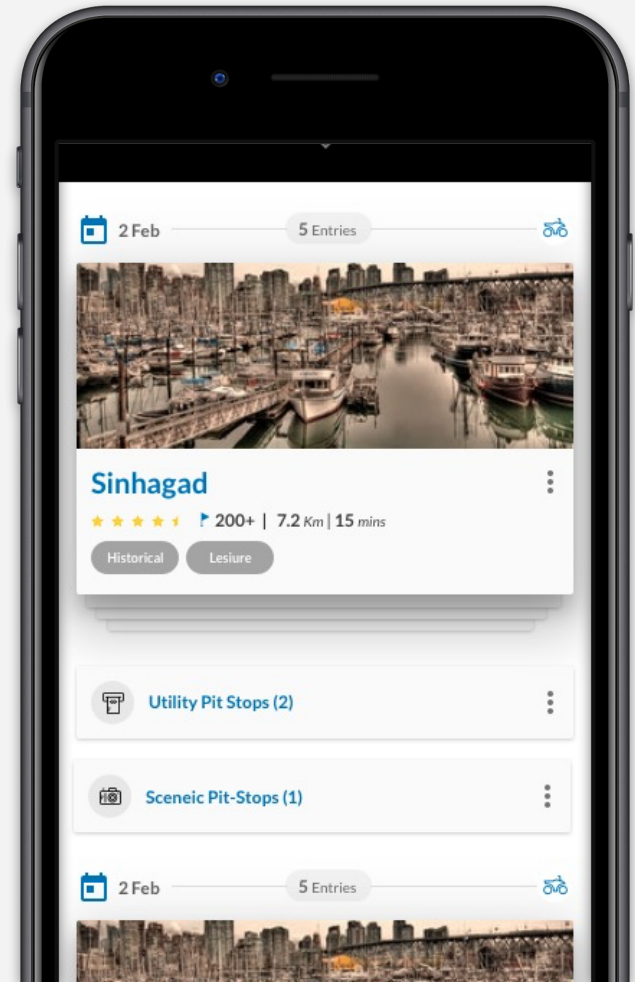 2 Feb 5 Entries
Sinhagad
200+ | 7.2 Km | 15 mins
Historical Lesiure
Utility Pit Stops (2)
Sceneic Pit-Stops (1)
2 Feb 5 Entries